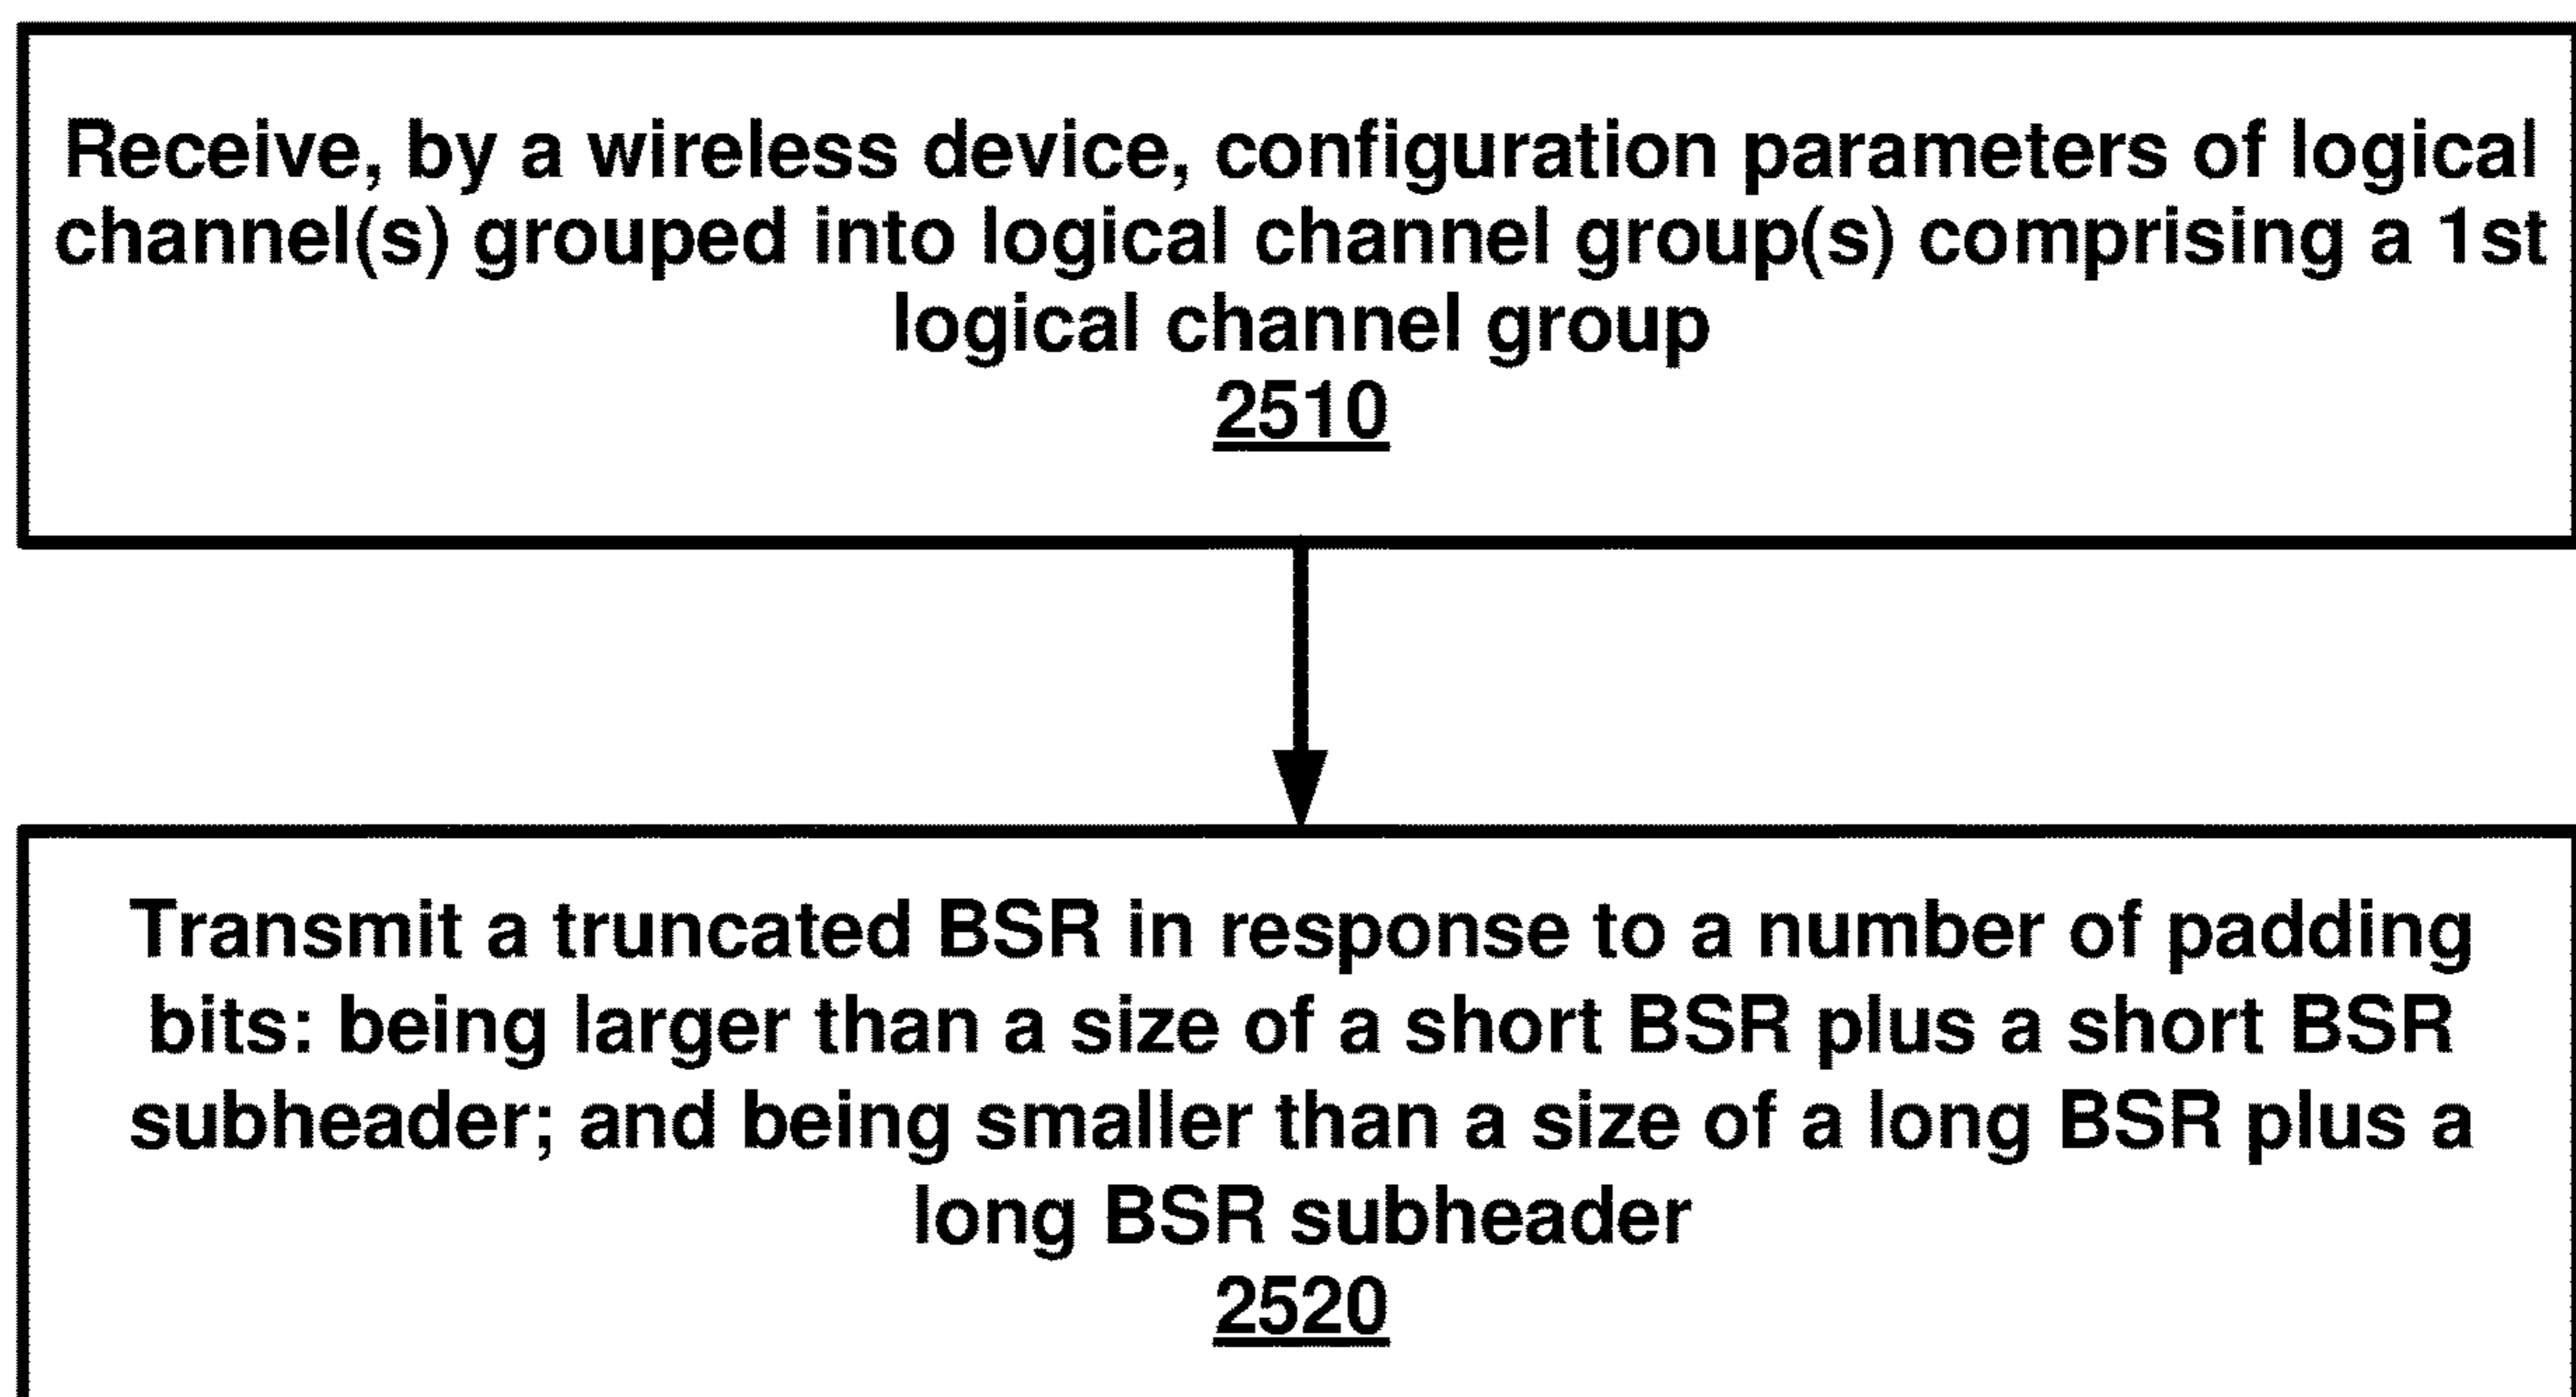 Receive, by a wireless device, configuration parameters of logical
channel(s) grouped into logical channel group(s) comprising a 1st
logical channel group
2510
Transmit a truncated BSR in response to a number of padding
bits: being larger than a size of a short BSR plus a short BSR
subheader; and being smaller than a size of a long BSR plus a
long BSR subheader
2520